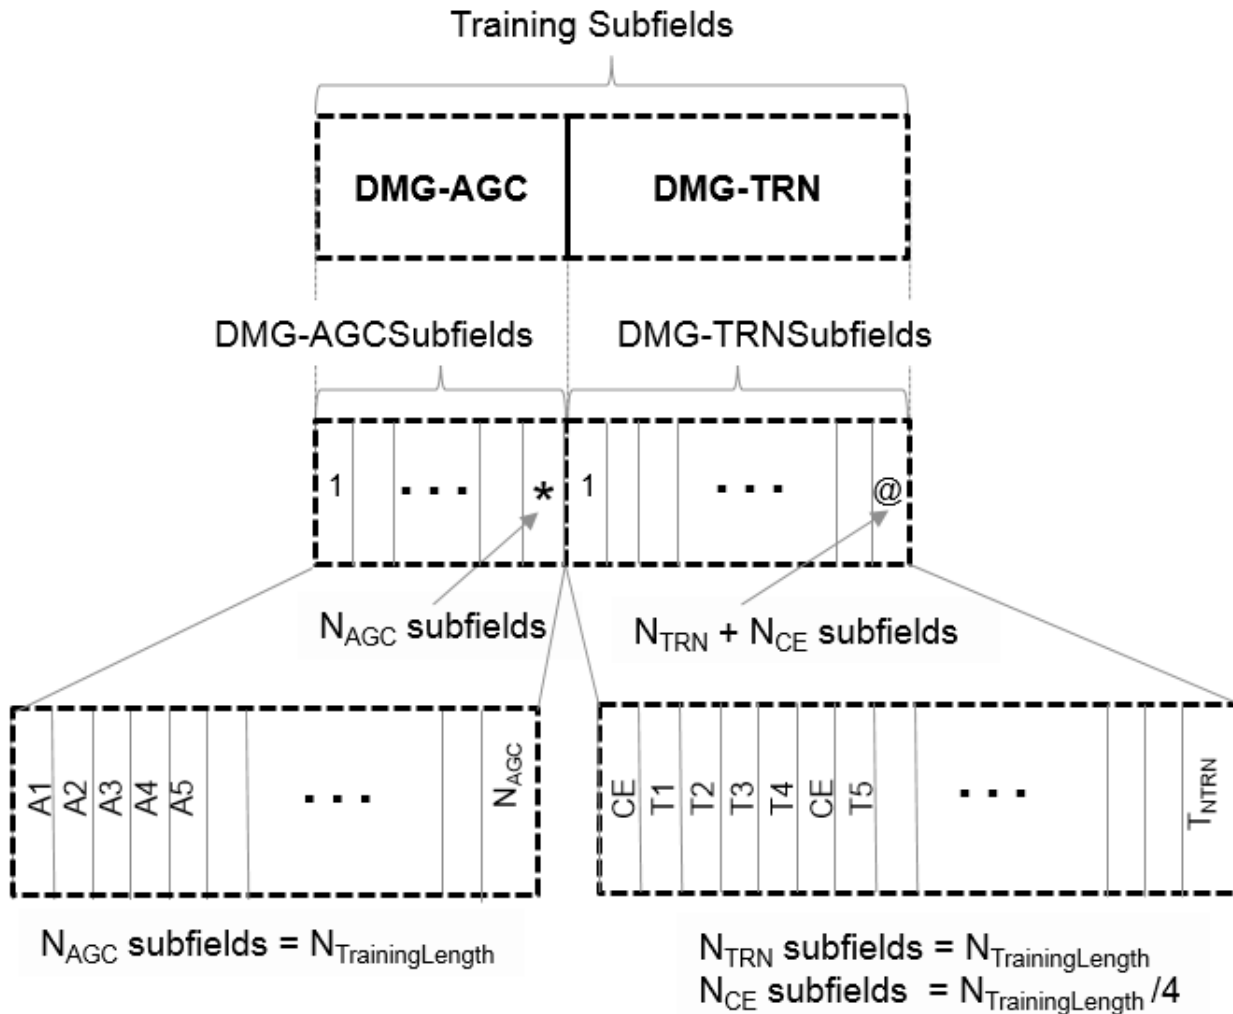 Training Subfields
DMG-AGC DMG-TRN
DMG-AGCSubfields DMG-TRNSubfields
1 ... * 1 ... @
N_AGC subfields N_TRN + N_CE subfields
A1 A2 A3 A4 A5 ... N_AGC
CE T1 T2 T3 T4 CE T5 ... T_NTRN
N_AGC subfields = N_TrainingLength
N_TRN subfields = N_TrainingLength
N_CE subfields = N_TrainingLength /4